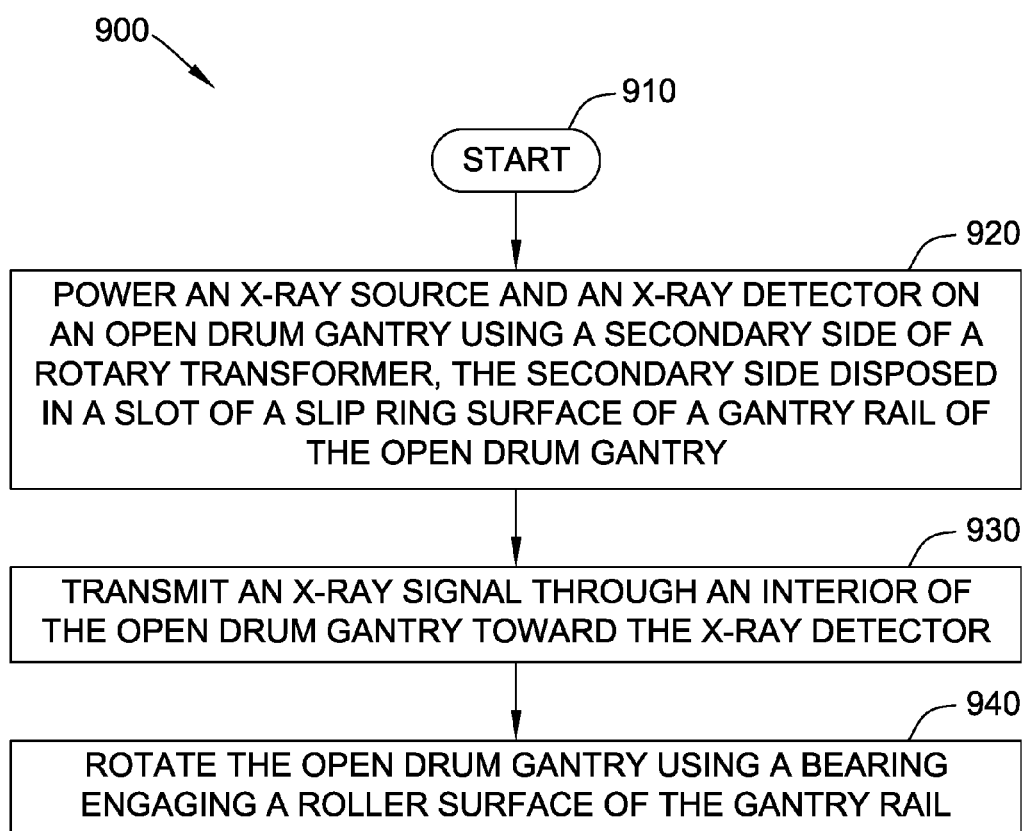 900
910
START
920
POWER AN X-RAY SOURCE AND AN X-RAY DETECTOR ON
AN OPEN DRUM GANTRY USING A SECONDARY SIDE OF A
ROTARY TRANSFORMER, THE SECONDARY SIDE DISPOSED
IN A SLOT OF A SLIP RING SURFACE OF A GANTRY RAIL OF
THE OPEN DRUM GANTRY
930
TRANSMIT AN X-RAY SIGNAL THROUGH AN INTERIOR OF
THE OPEN DRUM GANTRY TOWARD THE X-RAY DETECTOR
940
ROTATE THE OPEN DRUM GANTRY USING A BEARING
ENGAGING A ROLLER SURFACE OF THE GANTRY RAIL